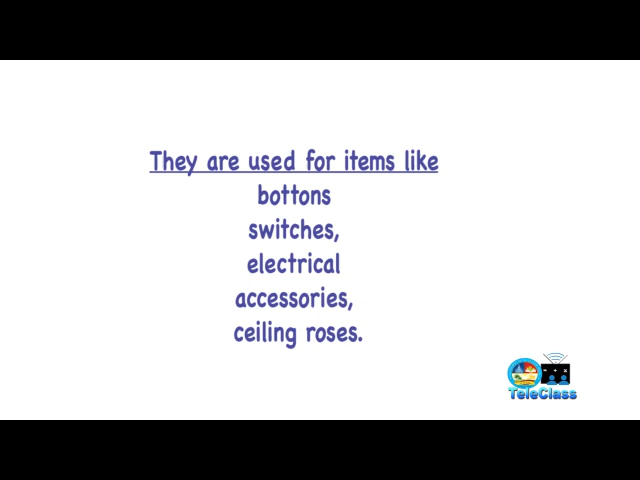 They are used for items like
bottons
switches,
electrical
accessories,
ceiling roses.
TeleClass